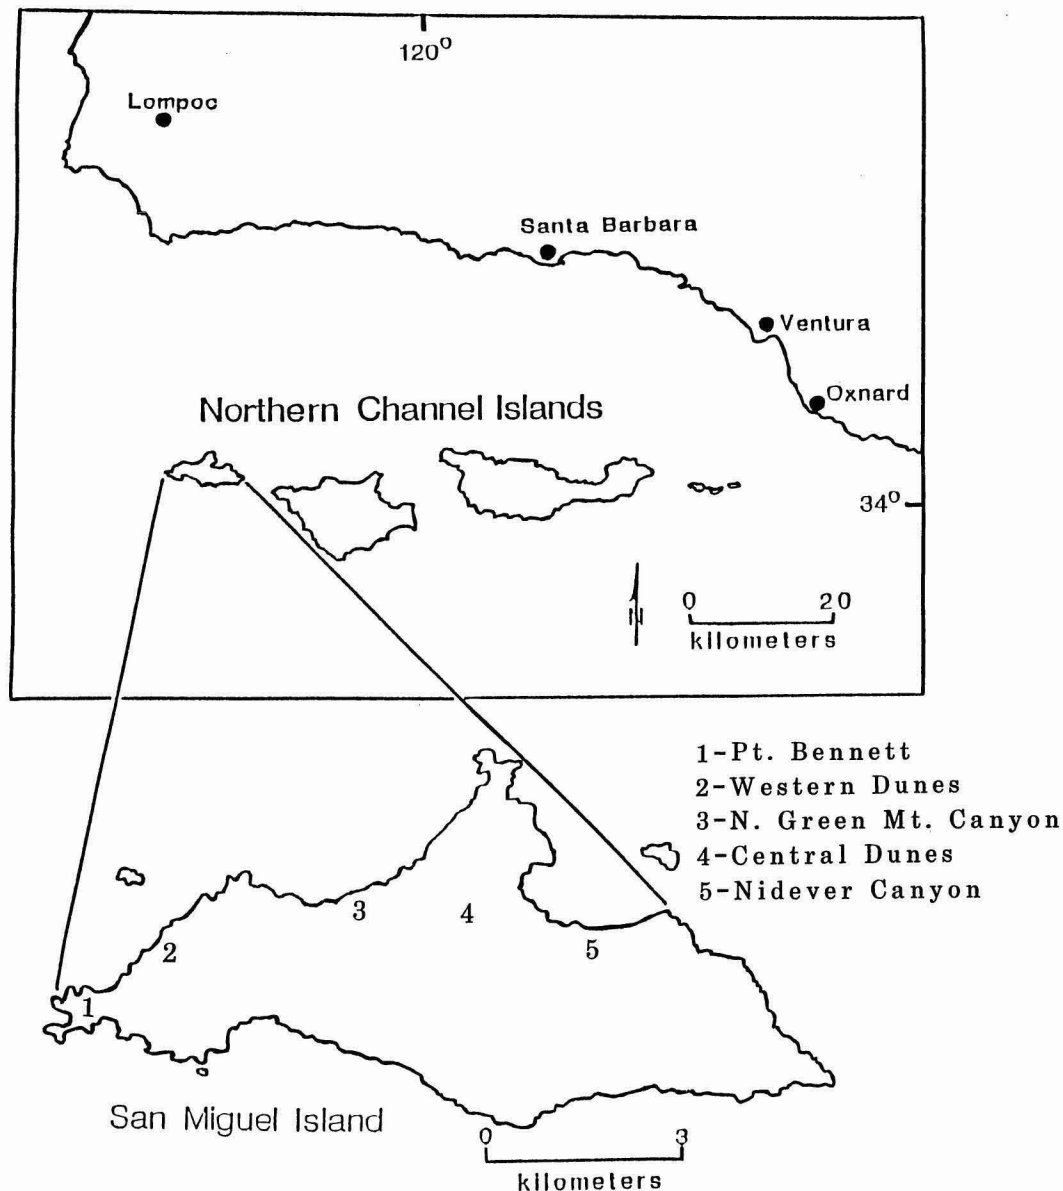 120°
Lompoc
Santa Barbara
Ventura
Oxnard
Northern Channel Islands
34°
N
0 20
kilometers
1-Pt. Bennett
2-Western Dunes
3-N. Green Mt. Canyon
4-Central Dunes
5-Nidever Canyon
3
4
2
5
1
San Miguel Island
0 3
kilometers